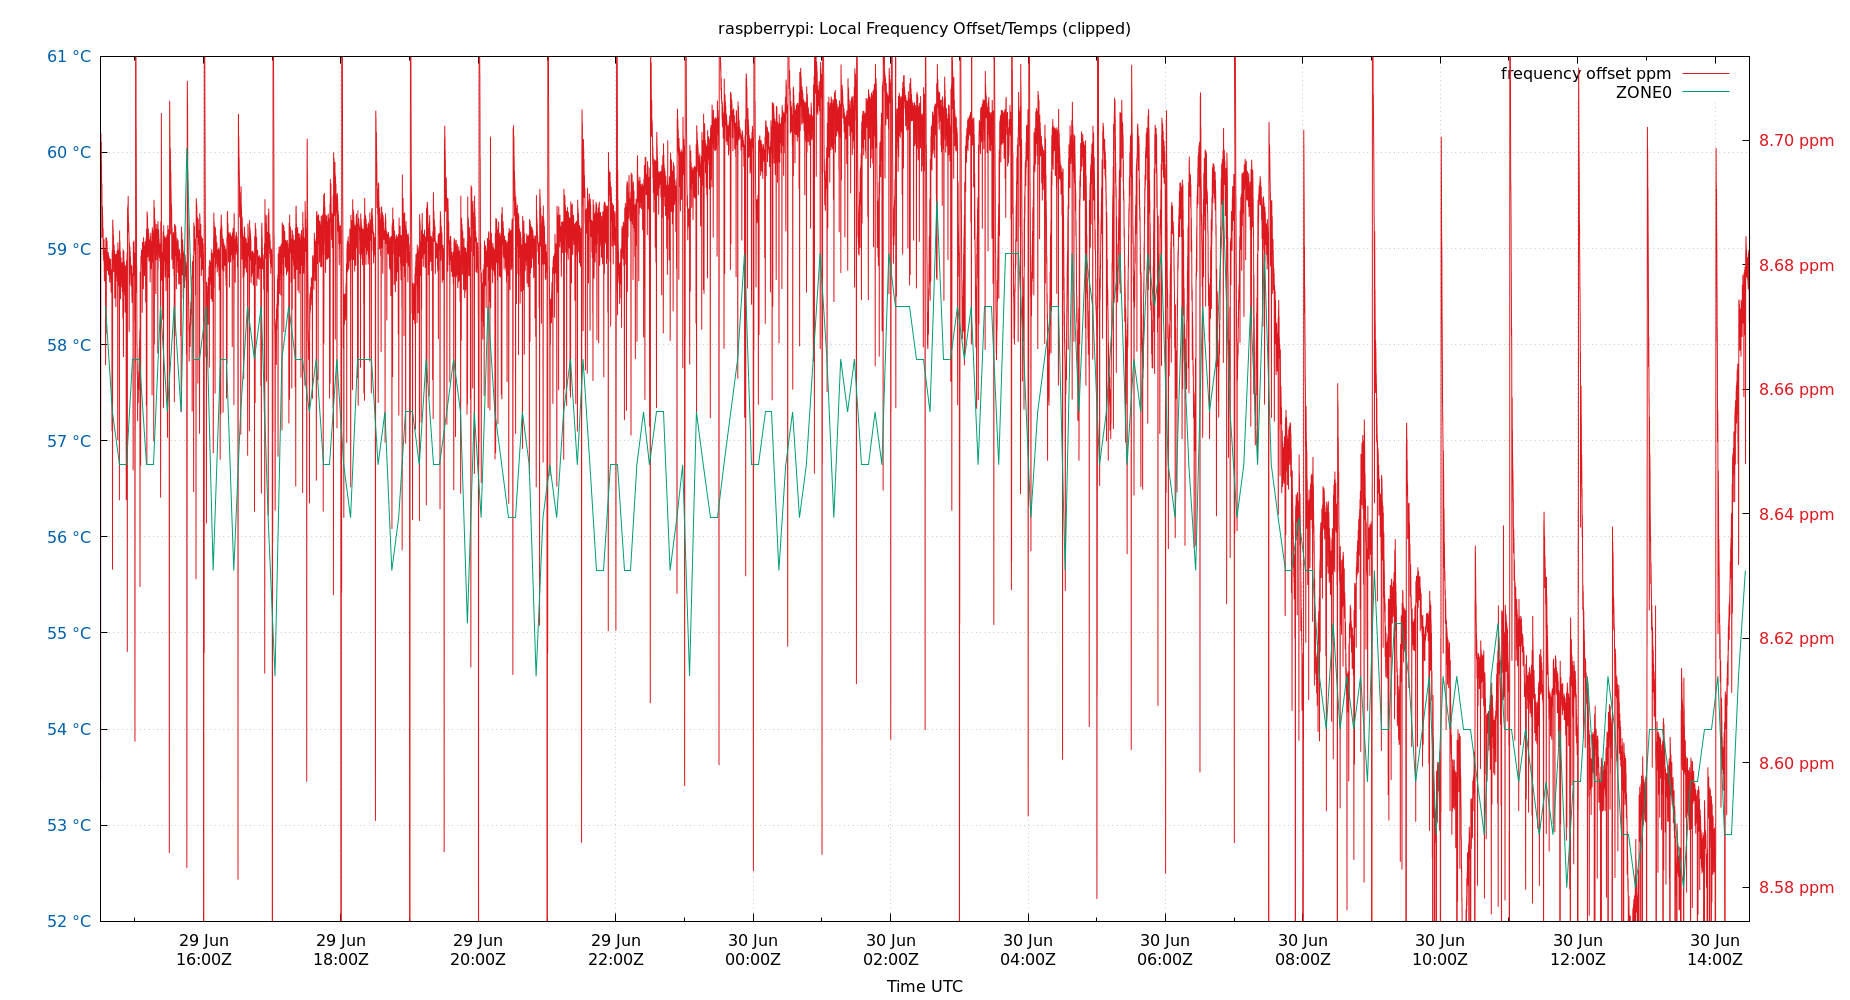 raspberrypi: Local Frequency Offset/Temps (clipped)
61 °C
60 °C
59 °C
58 °C
57 °C
56 °C
55 °C
54 °C
53 °C
52 °C
frequency offset ppm
ZONE0
8.70 ppm
8.68 ppm
8.66 ppm
8.64 ppm
8.62 ppm
8.60 ppm
8.58 ppm
29 Jun
16:00Z
29 Jun
18:00Z
29 Jun
20:00Z
29 Jun
22:00Z
30 Jun
00:00Z
30 Jun
02:00Z
30 Jun
04:00Z
30 Jun
06:00Z
30 Jun
08:00Z
30 Jun
10:00Z
30 Jun
12:00Z
30 Jun
14:00Z
Time UTC